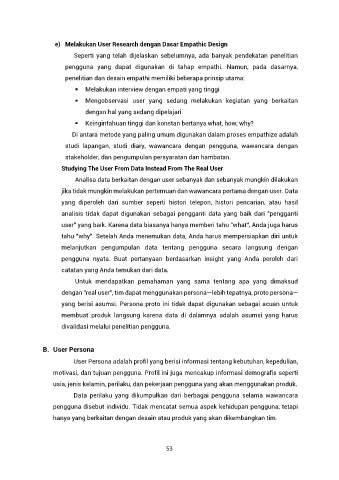 e) Melakukan User Research dengan Dasar Empathic Design
Seperti yang telah dijelaskan sebelumnya, ada banyak pendekatan penelitian
pengguna yang dapat digunakan di tahap empathi. Namun, pada dasarnya,
penelitian dan desain empathi memiliki beberapa prinsip utama:
▪ Melakukan interview dengan empati yang tinggi
▪ Mengobservasi user yang sedang melakukan kegiatan yang berkaitan
dengan hal yang sedang dipelajari
▪ Keingintahuan tinggi dan konstan bertanya what, how, why?
Di antara metode yang paling umum digunakan dalam proses empathize adalah
studi lapangan, studi diary, wawancara dengan pengguna, wawancara dengan
stakeholder, dan pengumpulan persyaratan dan hambatan.
Studying The User From Data Instead From The Real User
Analisa data berkaitan dengan user sebanyak dan sebanyak mungkin dilakukan
jika tidak mungkin melakukan pertemuan dan wawancara pertama dengan user. Data
yang diperoleh dari sumber seperti histori telepon, histori pencarian, atau hasil
analisis tidak dapat digunakan sebagai pengganti data yang baik dari "pengganti
user" yang baik. Karena data biasanya hanya memberi tahu "what", Anda juga harus
tahu "why". Setelah Anda menemukan data, Anda harus mempersiapkan diri untuk
melanjutkan pengumpulan data tentang pengguna secara langsung dengan
pengguna nyata. Buat pertanyaan berdasarkan insight yang Anda peroleh dari
catatan yang Anda temukan dari data.
Untuk mendapatkan pemahaman yang sama tentang apa yang dimaksud
dengan "real user", tim dapat menggunakan persona—lebih tepatnya, proto persona—
yang berisi asumsi. Persona proto ini tidak dapat digunakan sebagai acuan untuk
membuat produk langsung karena data di dalamnya adalah asumsi yang harus
divalidasi melalui penelitian pengguna.
B. User Persona
User Persona adalah profil yang berisi informasi tentang kebutuhan, kepedulian,
motivasi, dan tujuan pengguna. Profil ini juga mencakup informasi demografis seperti
usia, jenis kelamin, perilaku, dan pekerjaan pengguna yang akan menggunakan produk.
Data perilaku yang dikumpulkan dari berbagai pengguna selama wawancara
pengguna disebut individu. Tidak mencatat semua aspek kehidupan pengguna, tetapi
hanya yang berkaitan dengan desain atau produk yang akan dikembangkan tim.
53